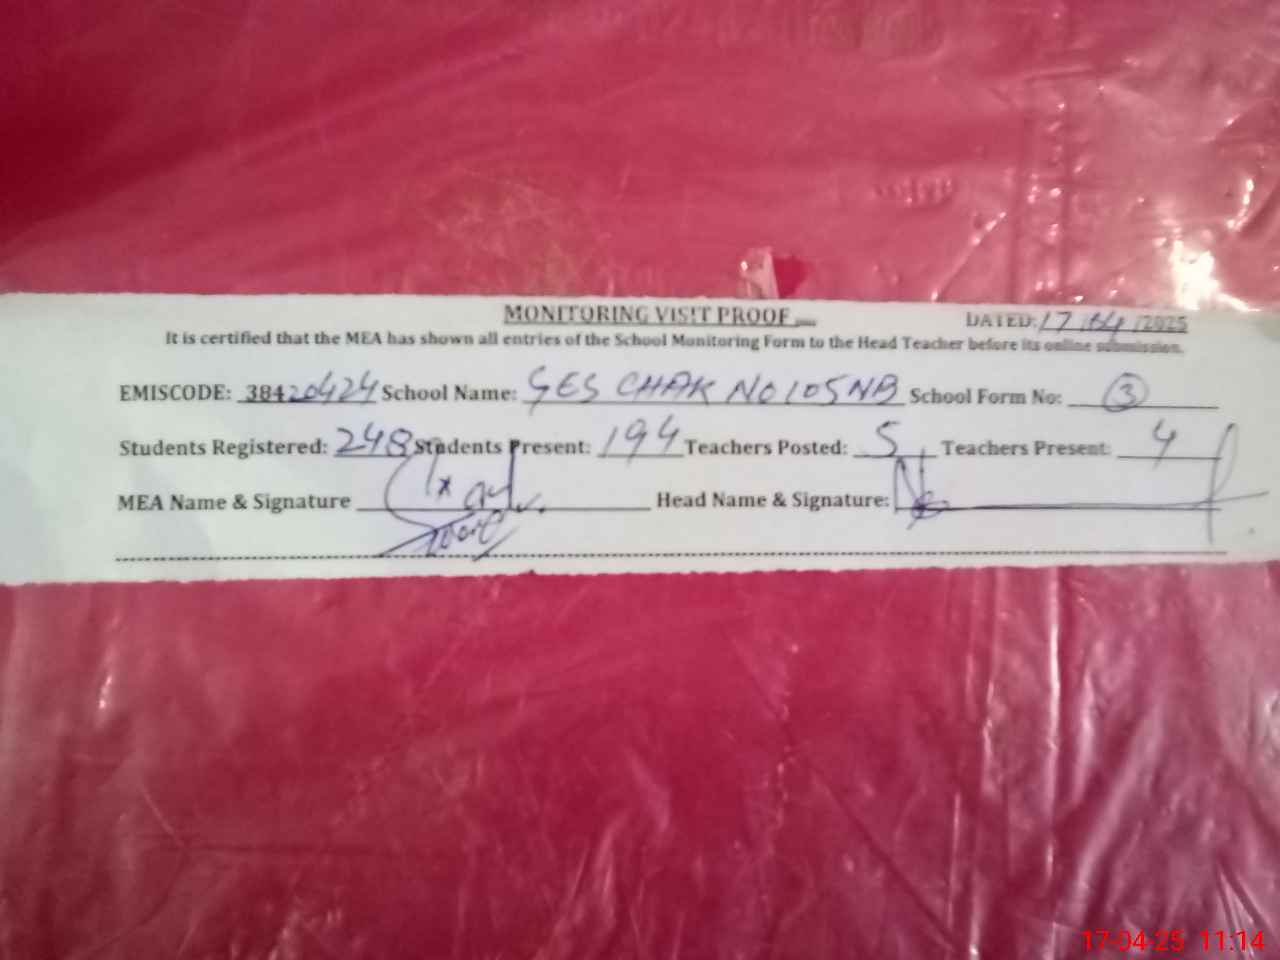 MONITORING VISIT PROOF
DATED: 17/04/2025
It is certified that the MEA has shown all entries of the School Monitoring Form to the Head Teacher before its online submission.
EMISCODE: 38420424 School Name: GES CHAK NO 105 NB School Form No: 3
Students Registered: 248 Students Present: 194 Teachers Posted: 5 Teachers Present: 4
MEA Name & Signature Head Name & Signature:
17-04-25 11:14